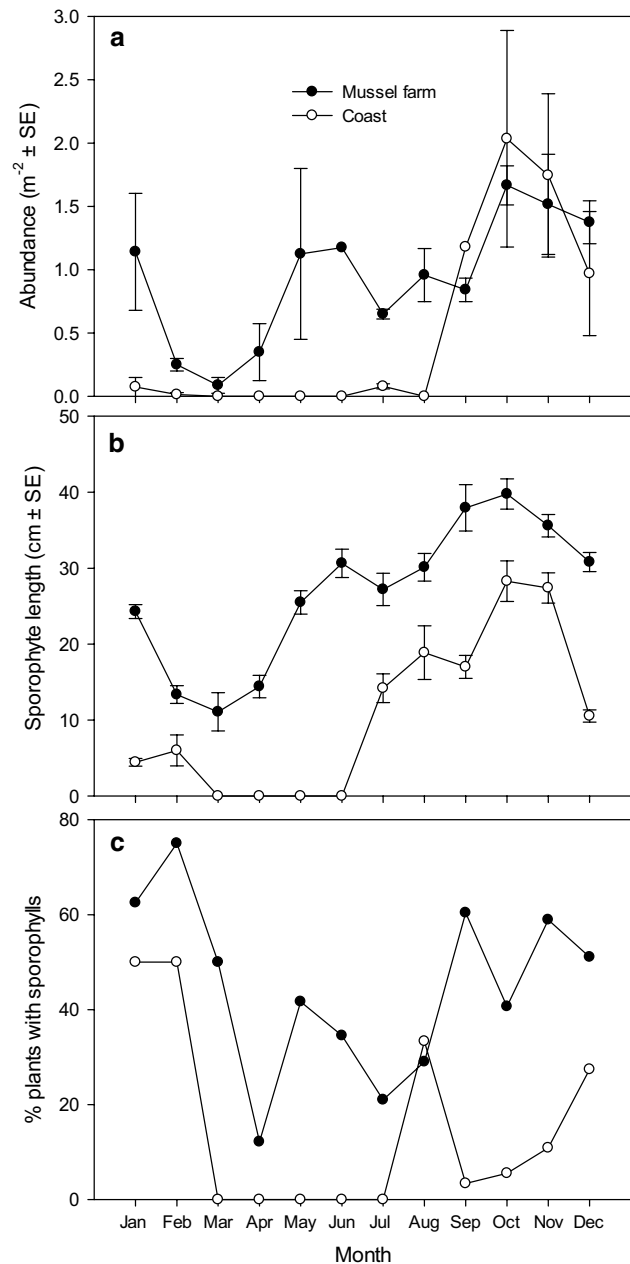 a
3.0
2.5
2.0
1.5
1.0
0.5
0.0
Abundance (m⁻² ± SE)
Mussel farm
Coast
b
50
40
30
20
10
0
Sporophyte length (cm ± SE)
c
80
60
40
20
0
% plants with sporophylls
Jan Feb Mar Apr May Jun Jul Aug Sep Oct Nov Dec
Month